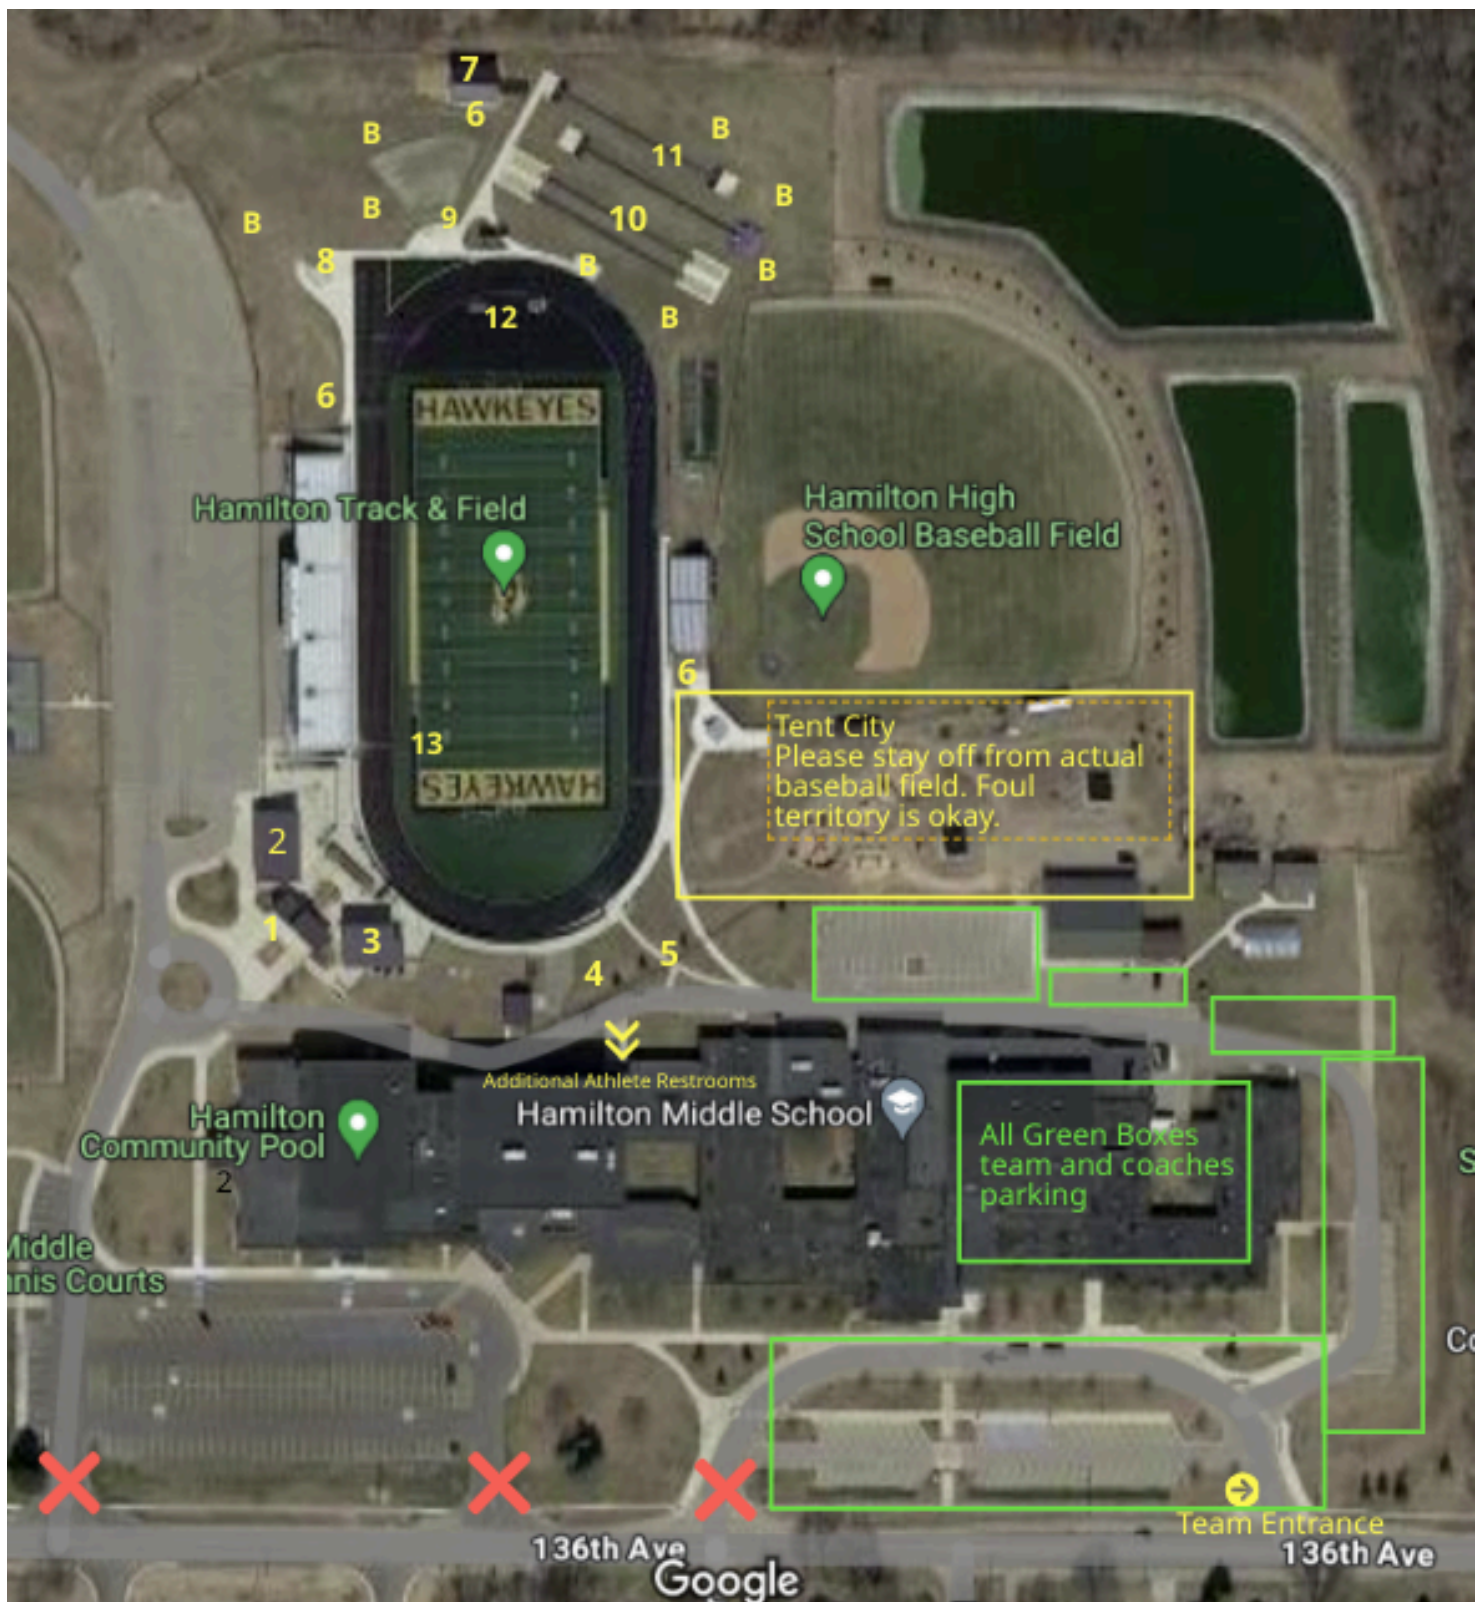 7
6
B
B
11
B
B
9
10
B
8
B
B
12
B
6
HAWKEYES
Hamilton Track & Field
Hamilton High
School Baseball Field
6
Tent City
Please stay off from actual
baseball field. Foul
territory is okay.
13
HAWKEYES
2
1
3
4
5
Additional Athlete Restrooms
Hamilton Middle School
Hamilton
Community Pool
2
All Green Boxes
team and coaches
parking
Middle
Courts
Team Entrance
136th Ave
136th Ave
Google